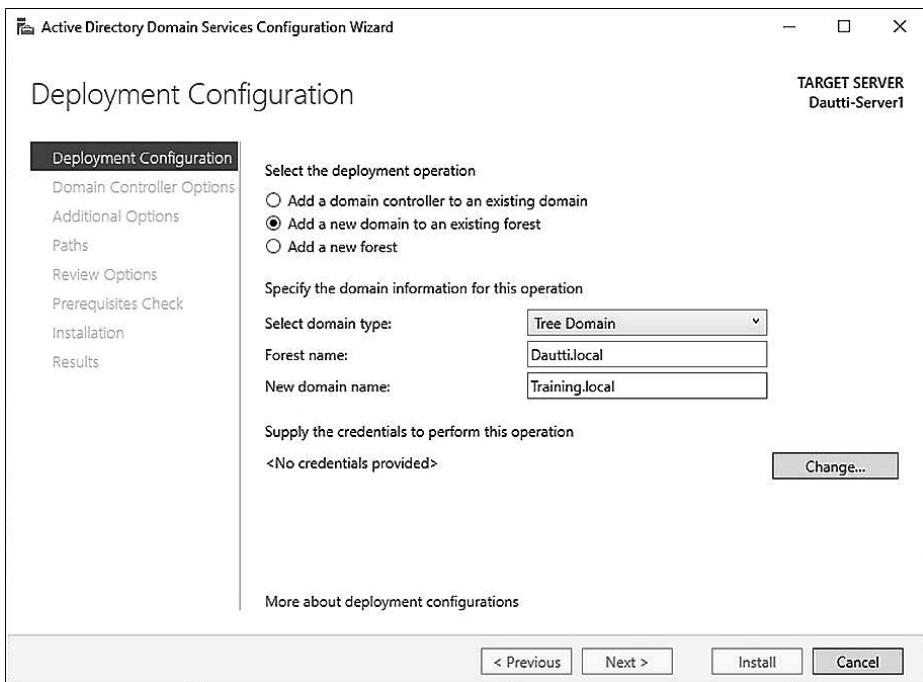 Active Directory Domain Services Configuration Wizard
Deployment Configuration
TARGET SERVER
Dautti-Server1
Deployment Configuration
Domain Controller Options
Additional Options
Paths
Review Options
Prerequisites Check
Installation
Results
Select the deployment operation
Add a domain controller to an existing domain
Add a new domain to an existing forest
Add a new forest
Specify the domain information for this operation
Select domain type: Tree Domain
Forest name: Dautti.local
New domain name: Training.local
Supply the credentials to perform this operation
<No credentials provided> Change...
More about deployment configurations
< Previous Next > Install Cancel